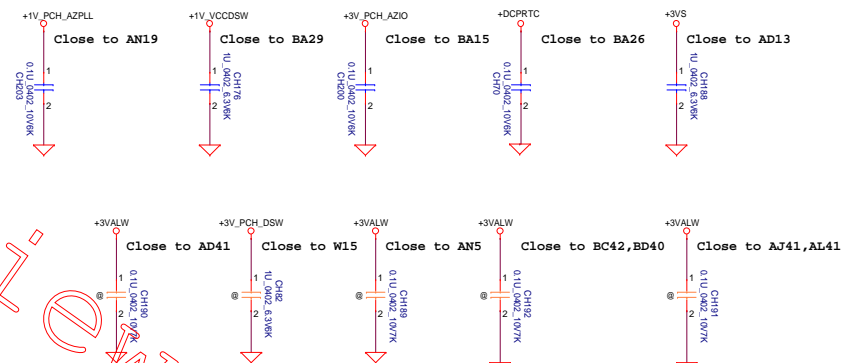 +1V_PCH_AZPLL
Close to AN19
1
2
0.1U_0402_10V6K
CH203
+1V_VCCDSW
Close to BA29
1
2
CH176
1U_0402_6.3V6K
+3V_PCH_AZIO
Close to BA15
1
2
0.1U_0402_10V6K
CH200
+DCPRTC
Close to BA26
1
2
0.1U_0402_10V6K
CH70
+3VS
Close to AD13
1
2
CH188
1U_0402_6.3V6K
+3VALW
Close to AD41
@
1
2
0.1U_0402_10V7K
CH190
+3V_PCH_DSW
Close to W15
@
1
2
CH82
1U_0402_6.3V6K
+3VALW
Close to AN5
1
2
0.1U_0402_10V7K
CH189
+3VALW
Close to BC42,BD40
@
1
2
0.1U_0402_10V7K
CH192
+3VALW
Close to AJ41,AL41
@
1
2
0.1U_0402_10V7K
CH191